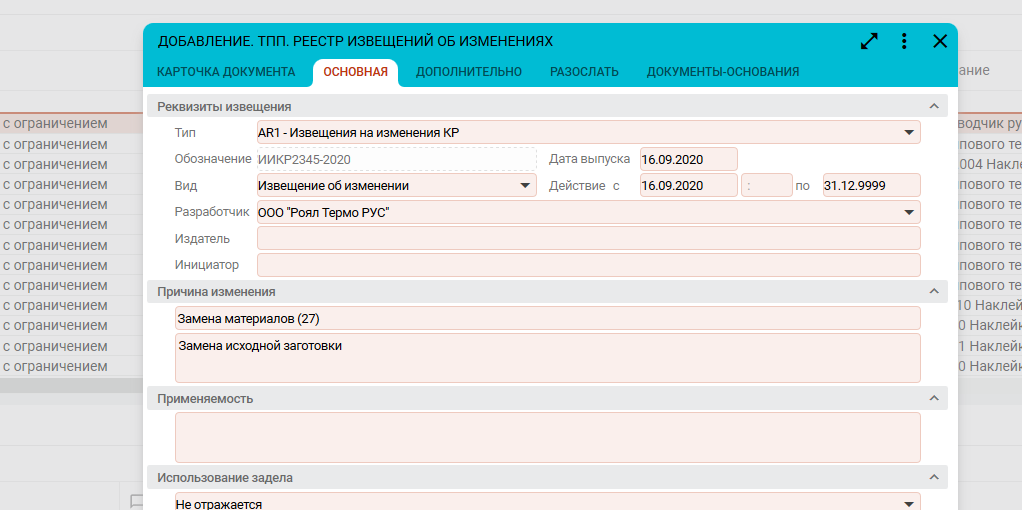 ДОБАВЛЕНИЕ. ТПП. РЕЕСТР ИЗВЕЩЕНИЙ ОБ ИЗМЕНЕНИЯХ
КАРТОЧКА ДОКУМЕНТА ОСНОВНАЯ ДОПОЛНИТЕЛЬНО РАЗОСЛАТЬ ДОКУМЕНТЫ-ОСНОВАНИЯ
Реквизиты извещения
Тип AR1 - Извещения на изменения КР
Обозначение ИИКР2345-2020 Дата выпуска 16.09.2020
Вид Извещение об изменении Действие с 16.09.2020 : по 31.12.9999
Разработчик ООО "Роял Термо РУС"
Издатель
Инициатор
Причина изменения
Замена материалов (27)
Замена исходной заготовки
Применяемость
Использование задела
Не отражается
с ограничением
с ограничением
с ограничением
с ограничением
с ограничением
с ограничением
с ограничением
с ограничением
с ограничением
с ограничением
с ограничением
с ограничением
с ограничением
ание
водчик ру
пового те
004 Накле
пового те
пового те
пового те
пового те
пового те
пового те
10 Наклей
0 Наклейк
1 Наклейк
0 Наклейк